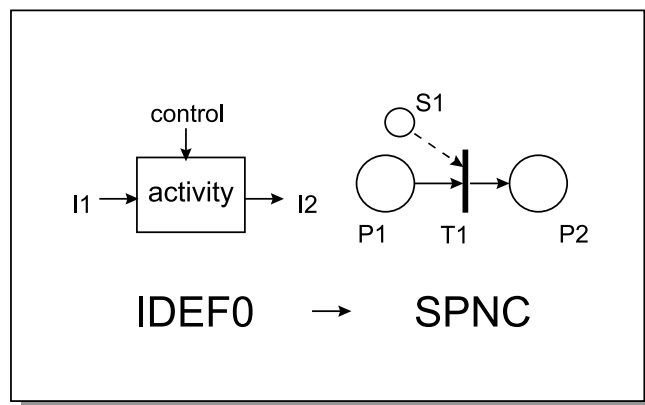 S1
control
activity
I1
I2
P1
T1
P2
IDEF0 → SPNC